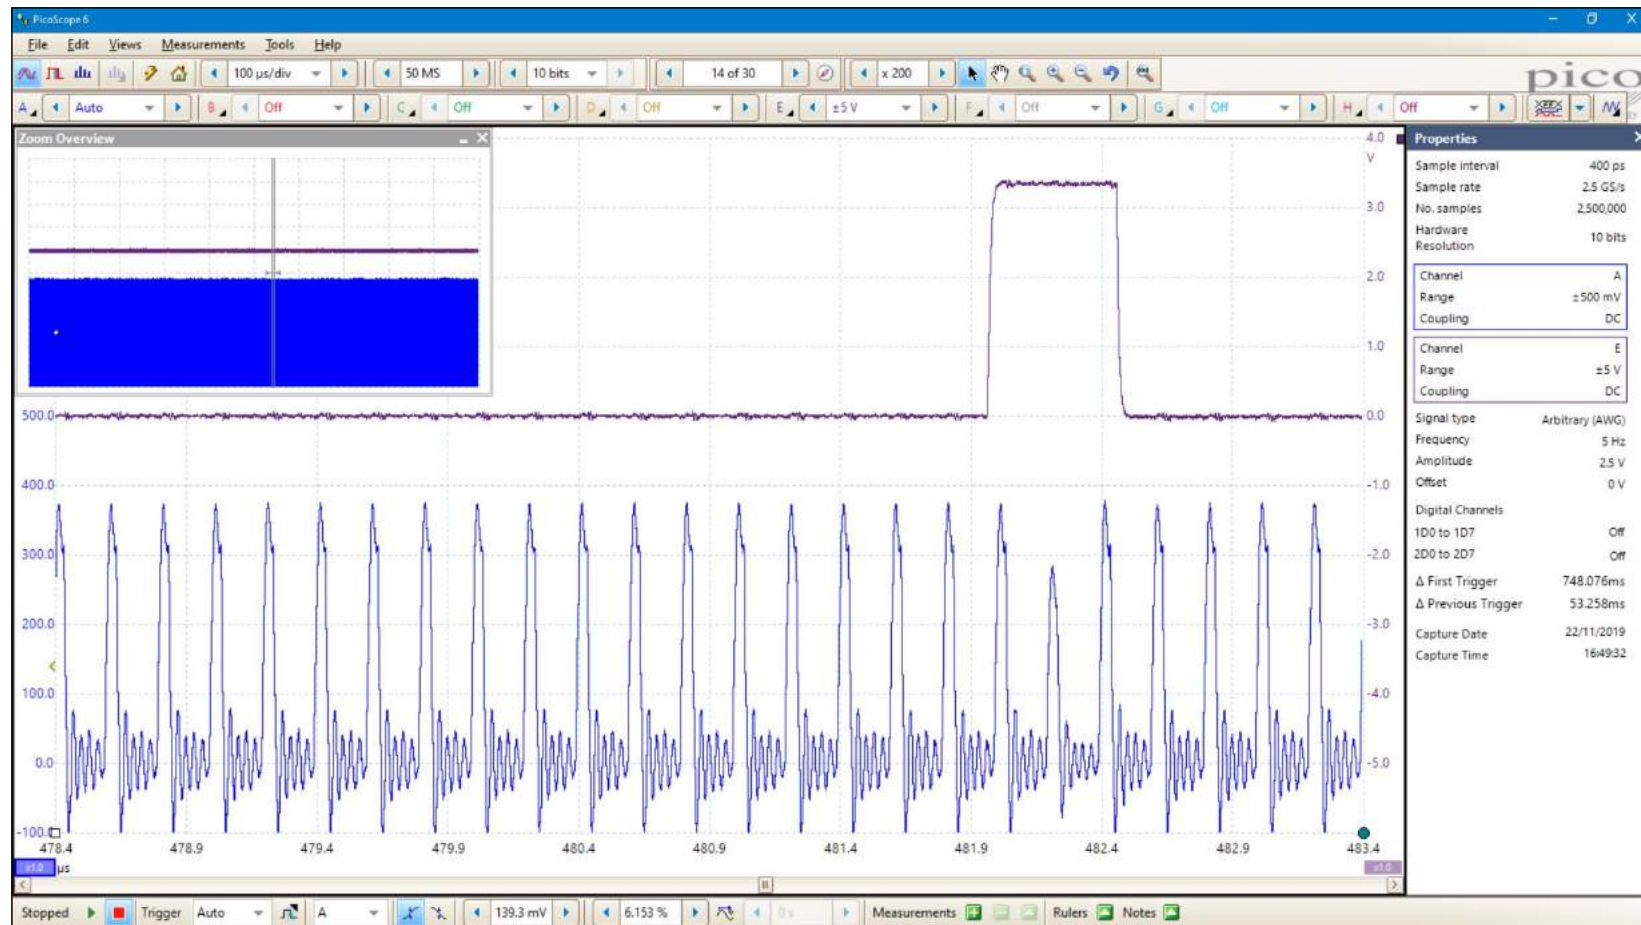 PicoScope 6
File Edit Views Measurements Tools Help
100 µs/div 50 MS 10 bits 14 of 30 x 200
pico
A Auto B Off C Off D Off E ±5 V F Off G Off H Off
Zoom Overview
4.0
V
3.0
2.0
1.0
0.0
-1.0
-2.0
-3.0
-4.0
-5.0
500.0
400.0
300.0
200.0
100.0
0.0
-100.0
478.4 478.9 479.4 479.9 480.4 480.9 481.4 481.9 482.4 482.9 483.4
x1.0 µs x1.0
Properties
Sample interval 400 ps
Sample rate 2.5 GS/s
No. samples 2,500,000
Hardware
Resolution 10 bits
Channel A
Range ±500 mV
Coupling DC
Channel E
Range ±5 V
Coupling DC
Signal type Arbitrary (AWG)
Frequency 5 Hz
Amplitude 2.5 V
Offset 0 V
Digital Channels
1D0 to 1D7 Off
2D0 to 2D7 Off
Δ First Trigger 748.076ms
Δ Previous Trigger 53.258ms
Capture Date 22/11/2019
Capture Time 16:49:32
Stopped Trigger Auto A 139.3 mV 6.153 % 0 s Measurements Rulers Notes